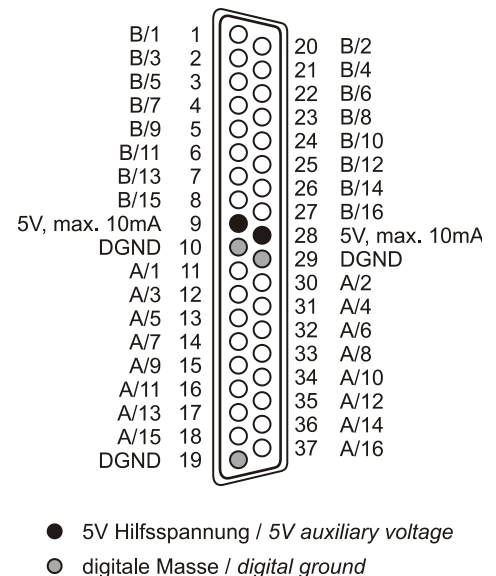 B/1 1
B/3 2
B/5 3
B/7 4
B/9 5
B/11 6
B/13 7
B/15 8
5V, max. 10mA 9
DGND 10
A/1 11
A/3 12
A/5 13
A/7 14
A/9 15
A/11 16
A/13 17
A/15 18
DGND 19
20 B/2
21 B/4
22 B/6
23 B/8
24 B/10
25 B/12
26 B/14
27 B/16
28 5V, max. 10mA
29 DGND
30 A/2
31 A/4
32 A/6
33 A/8
34 A/10
35 A/12
36 A/14
37 A/16
5V Hilfsspannung / 5V auxiliary voltage
digitale Masse / digital ground